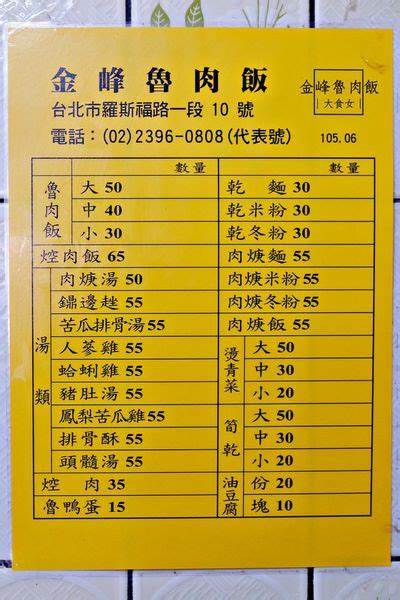 金峰魯肉飯
台北市羅斯福路一段 10 號
電話：(02)2396-0808(代表號)
金峰魯肉飯
大食女
105.06
數量
魯肉飯
大 50
中 40
小 30
焢肉飯 65
湯類
肉焿湯 50
鼎邊趖 55
苦瓜排骨湯 55
人蔘雞 55
蛤蜊雞 55
豬肚湯 55
鳳梨苦瓜雞 55
排骨酥 55
頭髓湯 55
焢肉 35
魯鴨蛋 15
數量
乾麵 30
乾米粉 30
乾冬粉 30
肉焿麵 55
肉焿米粉 55
肉焿冬粉 55
肉焿飯 55
燙青菜
大 50
中 30
小 20
筍乾
大 50
中 30
小 20
油豆腐
份 20
塊 10